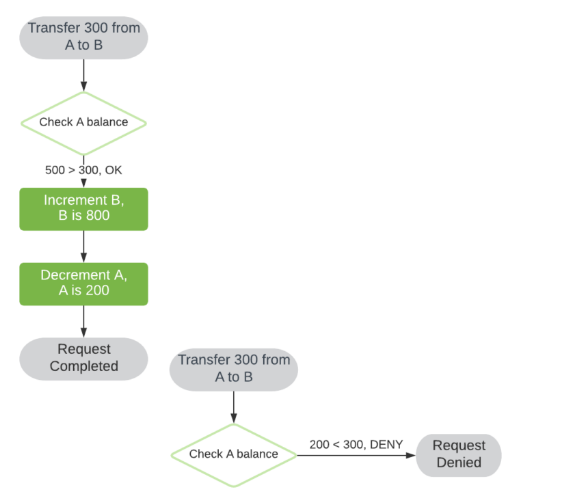 Transfer 300 from
A to B
Check A balance
500 > 300, OK
Increment B,
B is 800
Decrement A,
A is 200
Request
Completed
Transfer 300 from
A to B
Check A balance
200 < 300, DENY
Request
Denied